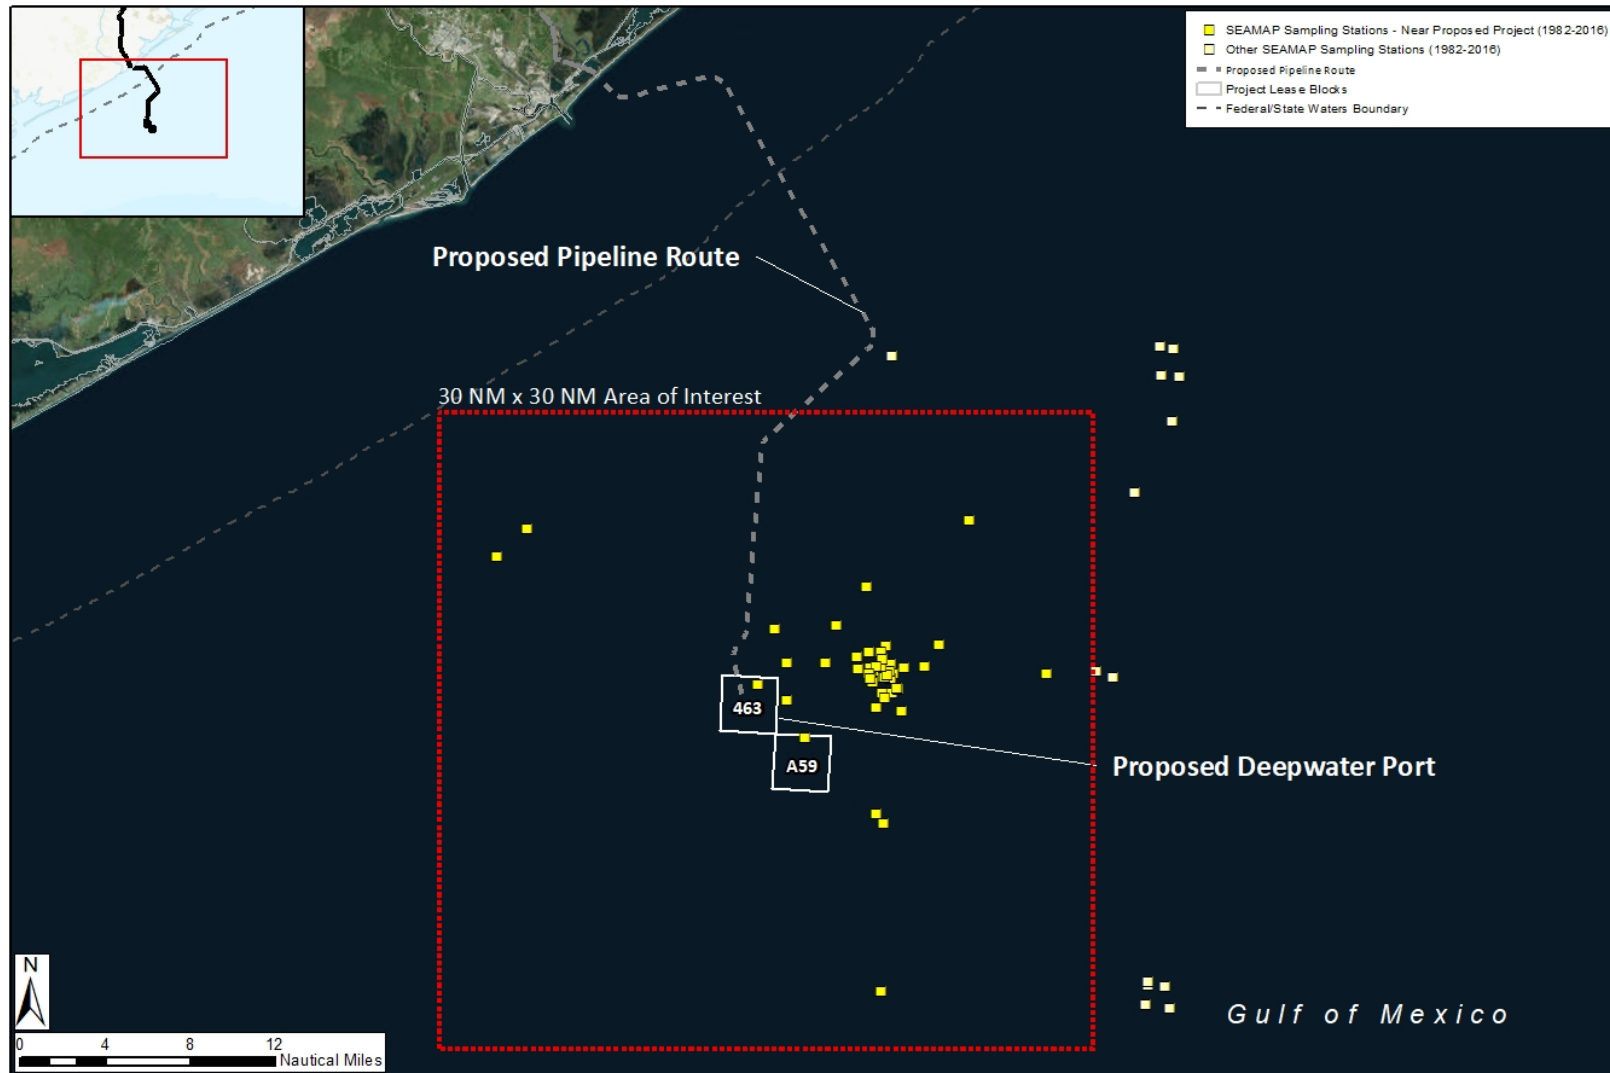 SEAMAP Sampling Stations - Near Proposed Project (1982-2016)
Other SEAMAP Sampling Stations (1982-2016)
Proposed Pipeline Route
Project Lease Blocks
Federal/State Waters Boundary
Proposed Pipeline Route
30 NM x 30 NM Area of Interest
463
A59
Proposed Deepwater Port
N
Gulf of Mexico
0 4 8 12
Nautical Miles